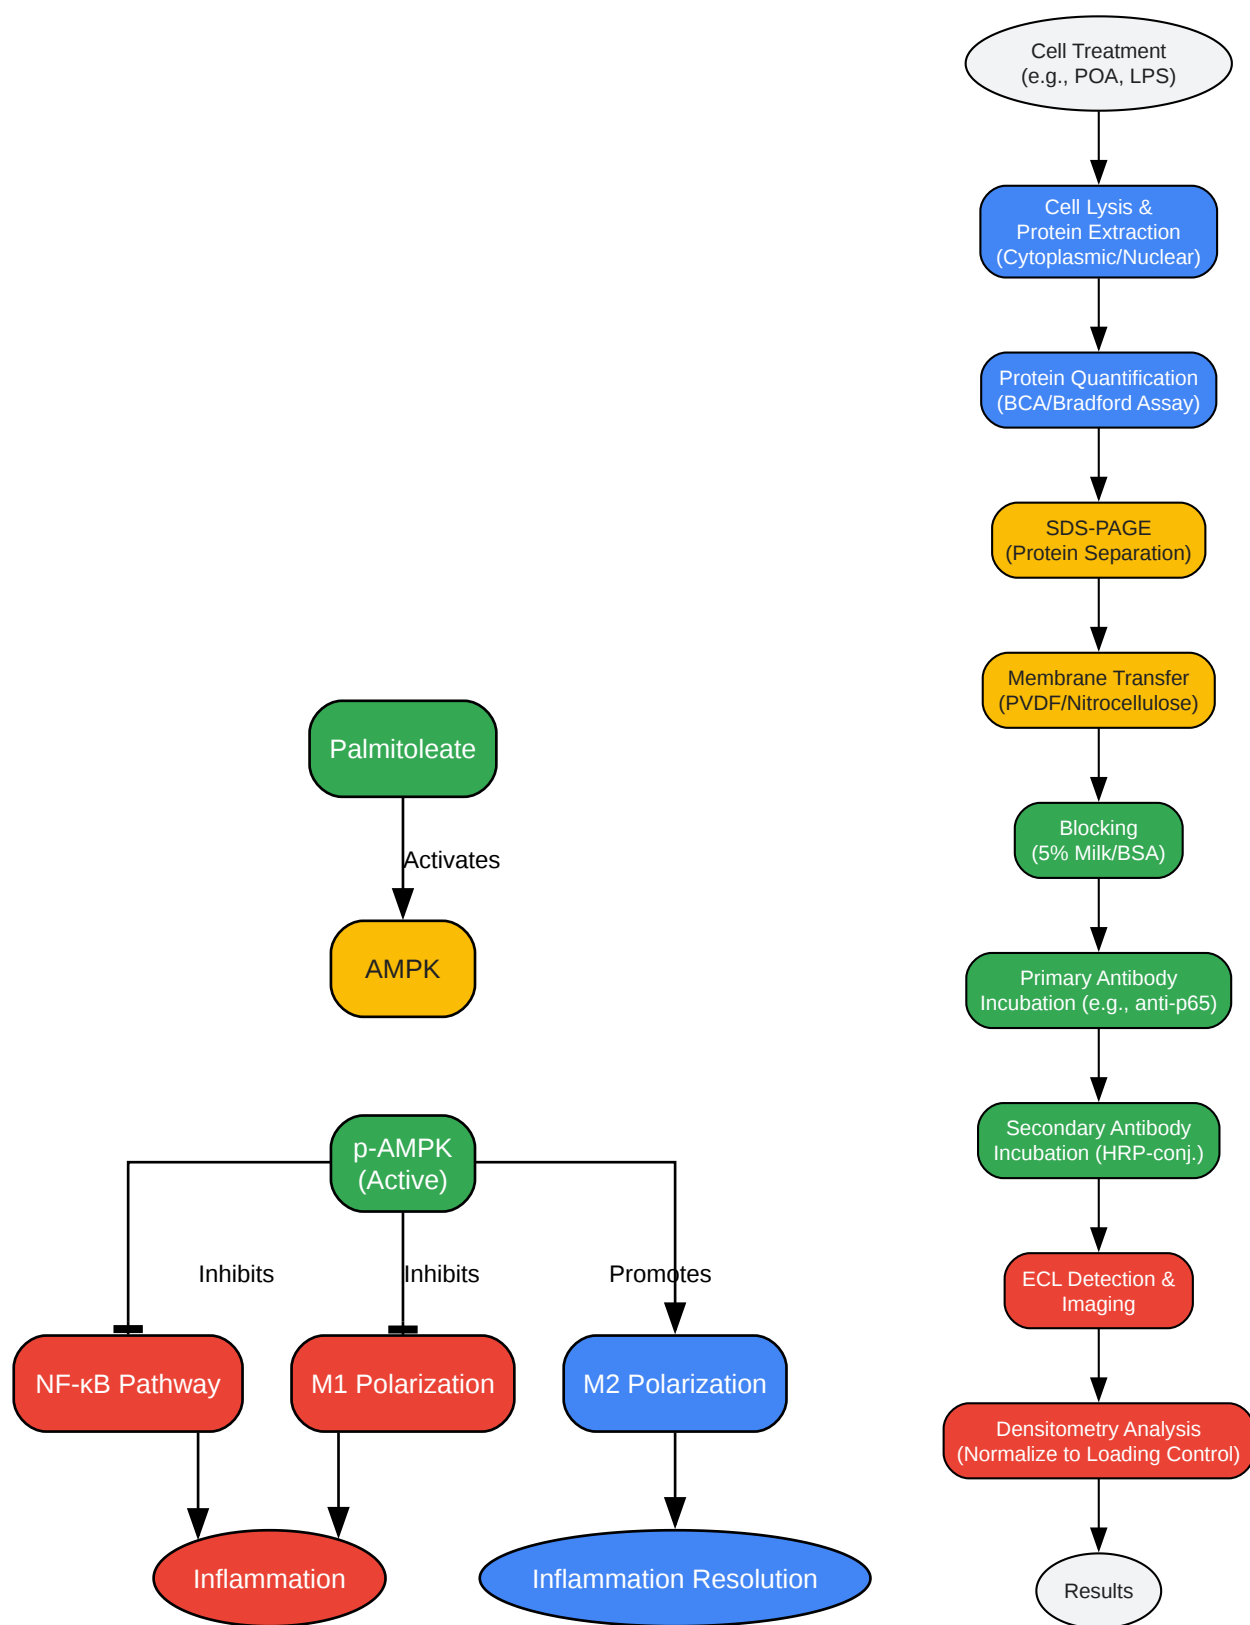 Palmitoleate
Activates
AMPK
p-AMPK
(Active)
Inhibits
Inhibits
Promotes
NF-κB Pathway
M1 Polarization
M2 Polarization
Inflammation
Inflammation Resolution
Cell Treatment
(e.g., POA, LPS)
Cell Lysis &
Protein Extraction
(Cytoplasmic/Nuclear)
Protein Quantification
(BCA/Bradford Assay)
SDS-PAGE
(Protein Separation)
Membrane Transfer
(PVDF/Nitrocellulose)
Blocking
(5% Milk/BSA)
Primary Antibody
Incubation (e.g., anti-p65)
Secondary Antibody
Incubation (HRP-conj.)
ECL Detection &
Imaging
Densitometry Analysis
(Normalize to Loading Control)
Results